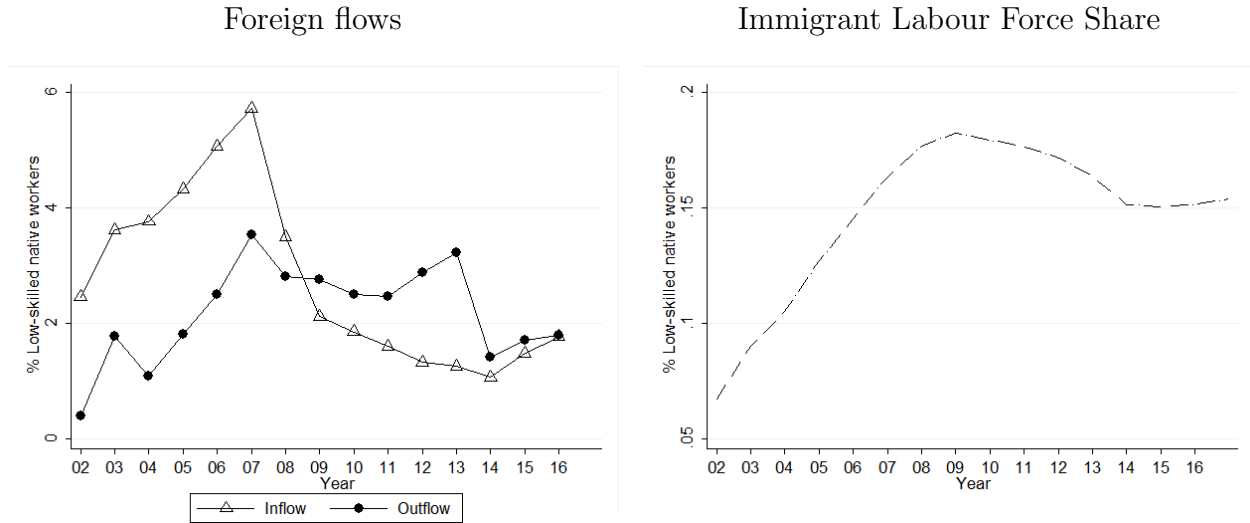 Foreign flows
% Low-skilled native workers
6
4
2
0
02 03 04 05 06 07 08 09 10 11 12 13 14 15 16
Year
Inflow Outflow
Immigrant Labour Force Share
% Low-skilled native workers
.2
.15
.1
.05
02 03 04 05 06 07 08 09 10 11 12 13 14 15 16
Year